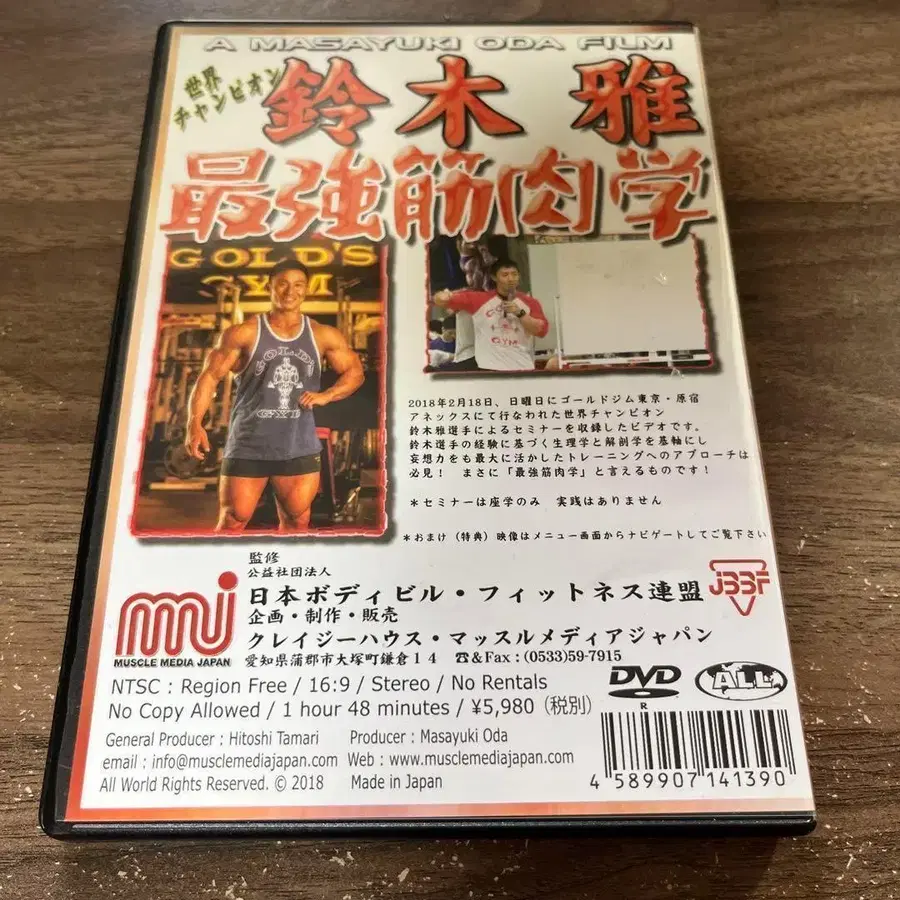 A MASAYUKI ODA FILM
世界
チャンピオン
鈴木 雅
最強筋肉学
GOLD'S
GYM
GOLD'S
GYM
GYM
2018年2月18日、日曜日にゴールドジム東京・原宿
アネックスにて行なわれた世界チャンピオン
鈴木雅選手によるセミナーを収録したビデオです。
鈴木選手の経験に基づく生理学と解剖学を基軸にし
妄想力をも最大に活かしたトレーニングへのアプローチは
必見! まさに「最強筋肉学」と言えるものです!
*セミナーは座学のみ 実践はありません
*おまけ(特典)映像はメニュー画面からナビゲートしてご覧下さい
監修
公益社団法人
日本ボディビル・フィットネス連盟
JBBF
企画・制作・販売
クレイジーハウス・マッスルメディアジャパン
mmj
MUSCLE MEDIA JAPAN
愛知県蒲郡市大塚町鎌倉14 ☎&Fax:(0533)59-7915
NTSC : Region Free / 16:9 / Stereo / No Rentals
No Copy Allowed / 1 hour 48 minutes / ¥5,980 (税別)
DVD
R
ALL
General Producer : Hitoshi Tamari Producer : Masayuki Oda
email : info@musclemediajapan.com Web : www.musclemediajapan.com
All World Rights Reserved. © 2018 Made in Japan
4 589907 141390